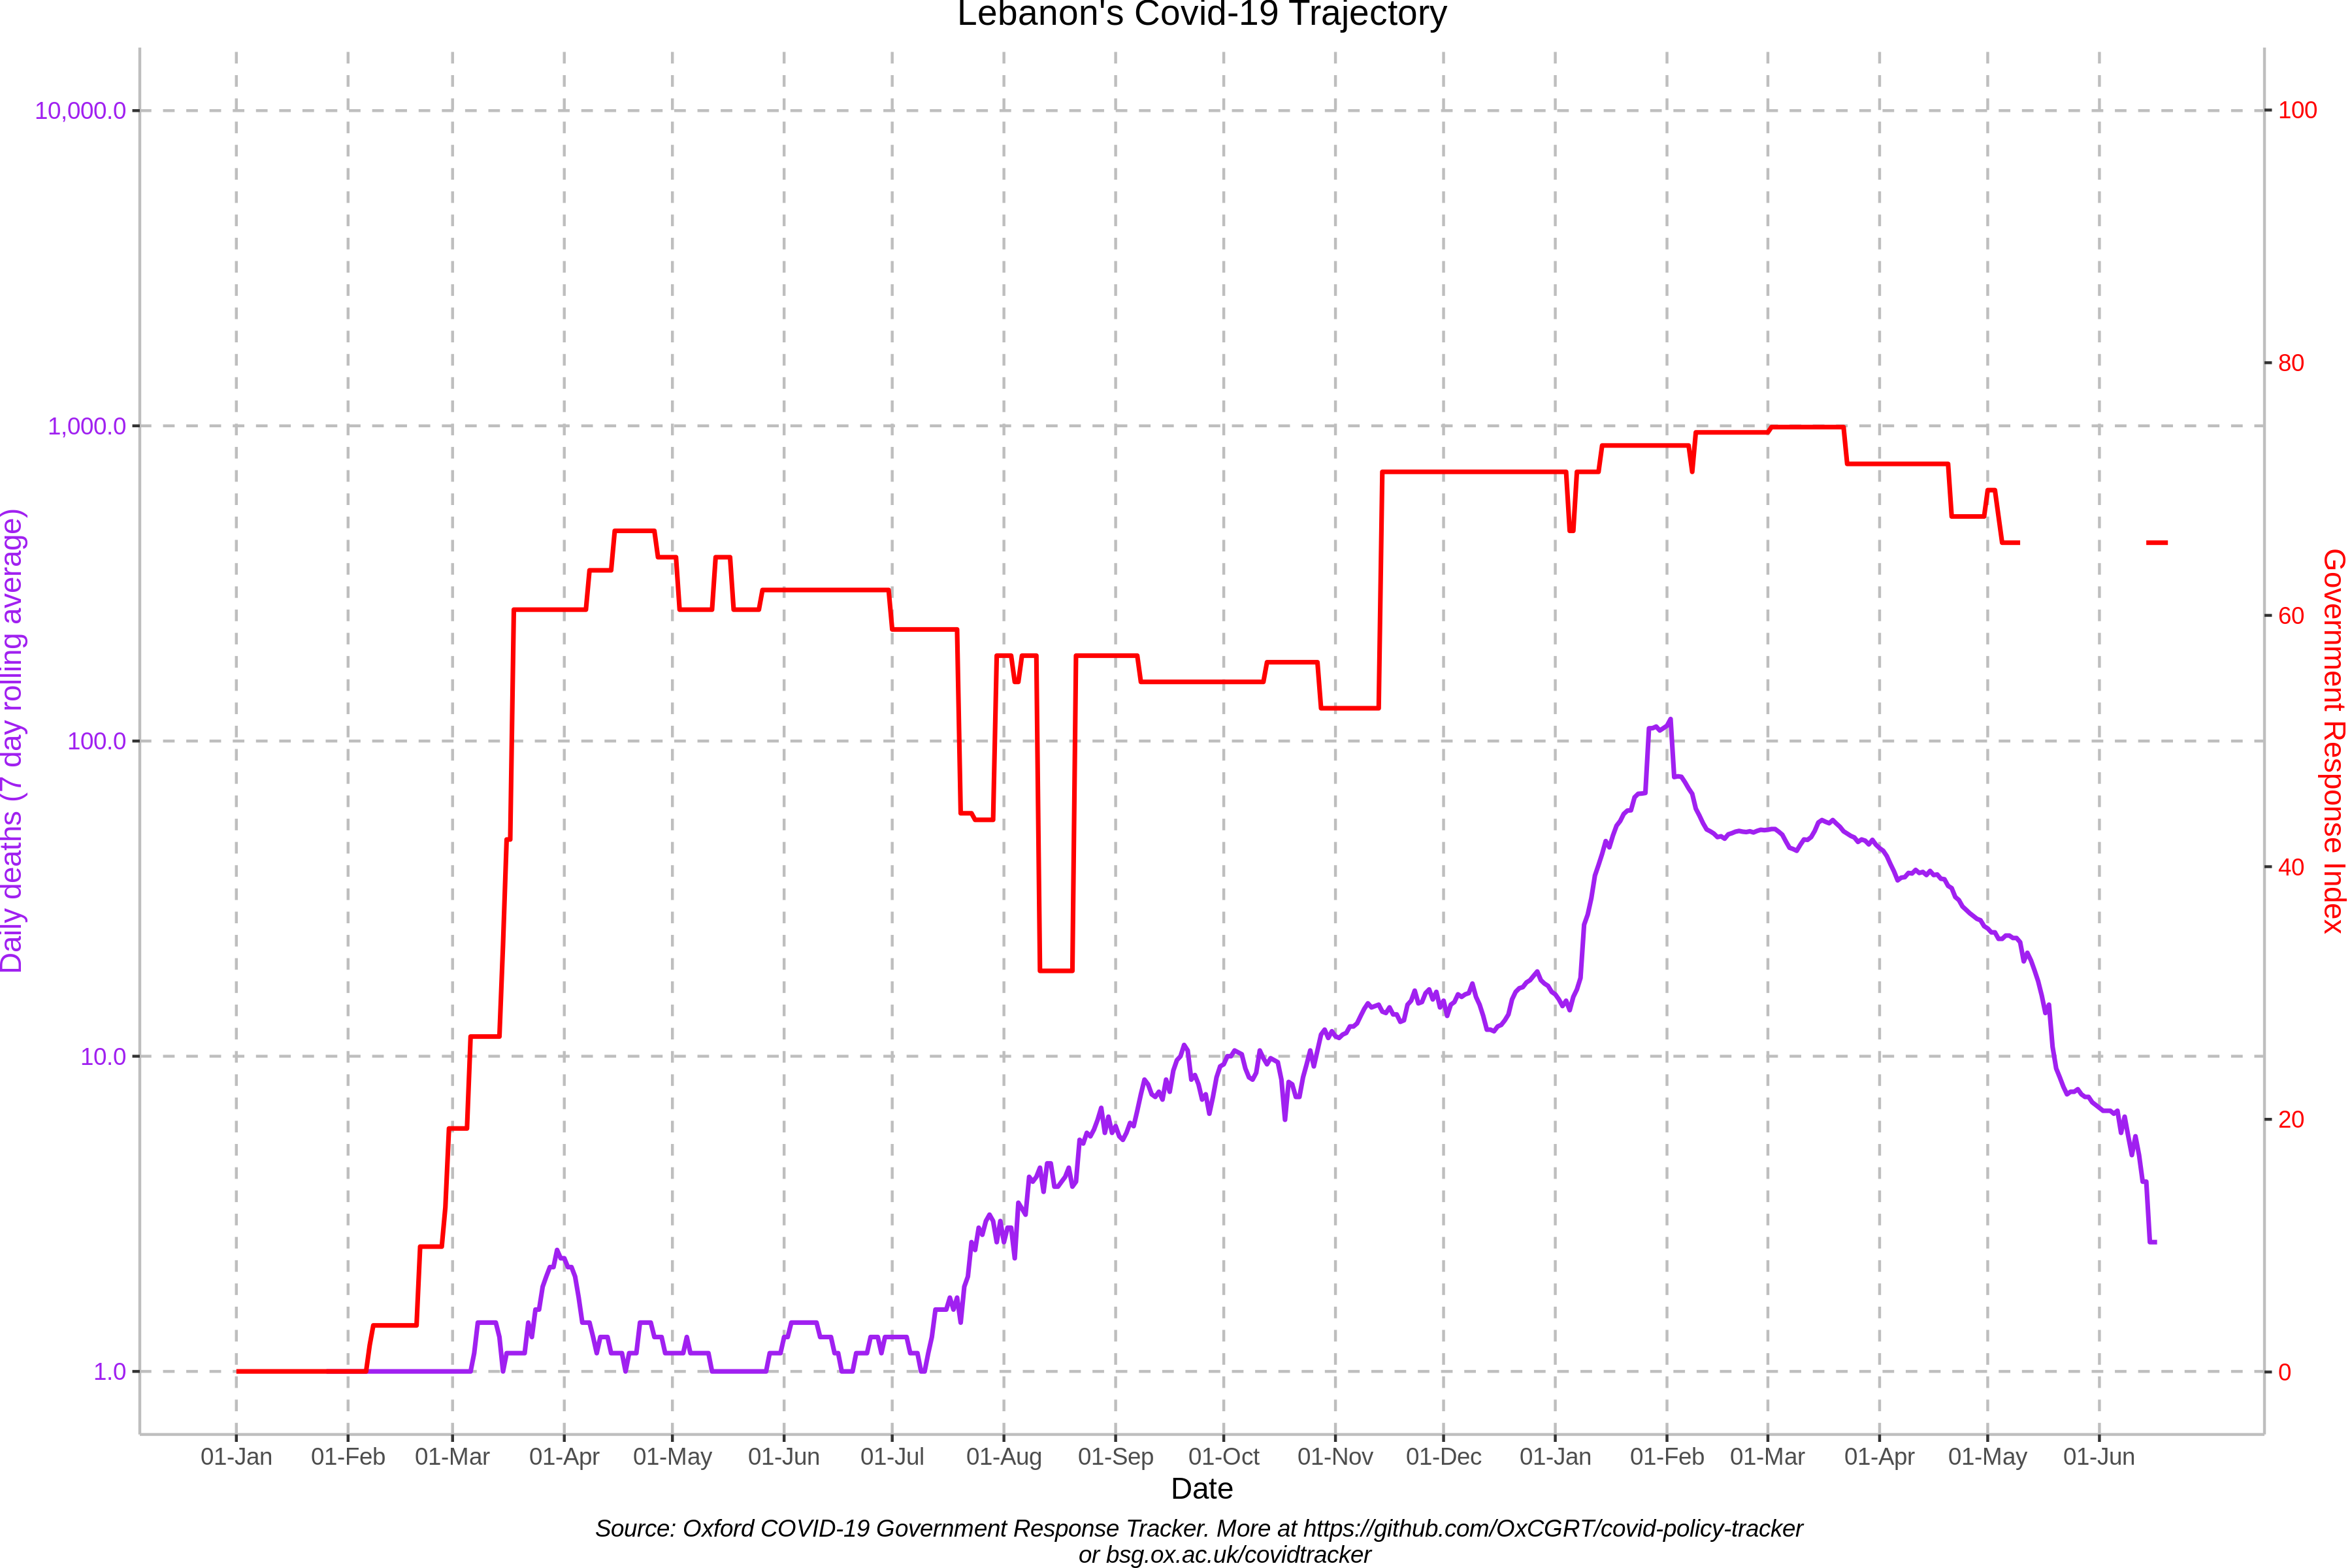 Lebanon's Covid-19 Trajectory
10,000.0
1,000.0
100.0
10.0
1.0
Daily deaths (7 day rolling average)
100
80
60
40
20
0
Government Response Index
01-Jan 01-Feb 01-Mar 01-Apr 01-May 01-Jun 01-Jul 01-Aug 01-Sep 01-Oct 01-Nov 01-Dec 01-Jan 01-Feb 01-Mar 01-Apr 01-May 01-Jun
Date
Source: Oxford COVID-19 Government Response Tracker. More at https://github.com/OxCGRT/covid-policy-tracker
or bsg.ox.ac.uk/covidtracker